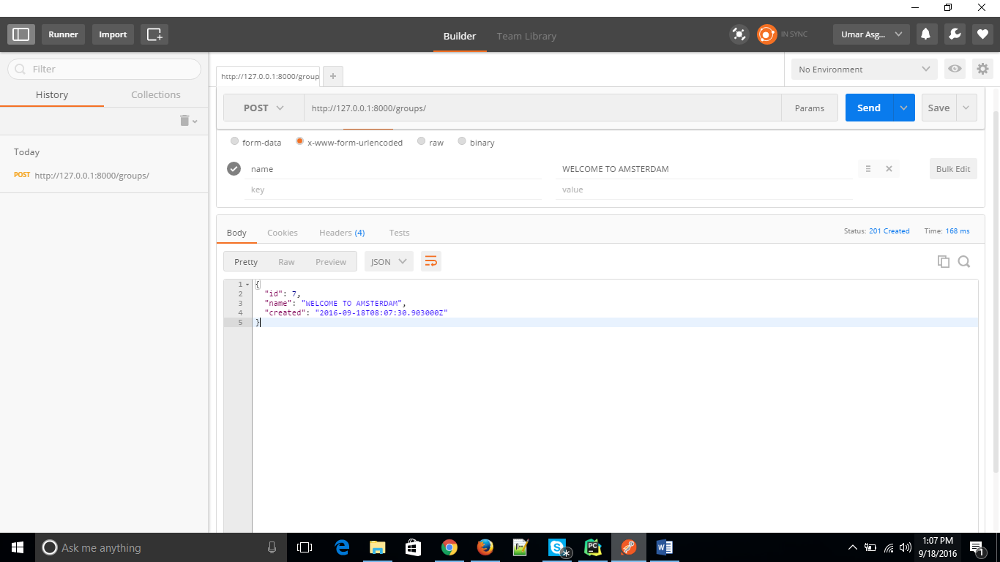 Runner
Import
Builder
Team Library
IN SYNC
Umar Asg...
Filter
History
Collections
Today
POST http://127.0.0.1:8000/groups/
http://127.0.0.1:8000/group
+
No Environment
POST
http://127.0.0.1:8000/groups/
Params
Send
Save
form-data
x-www-form-urlencoded
raw
binary
name
WELCOME TO AMSTERDAM
Bulk Edit
key
value
Body
Cookies
Headers (4)
Tests
Status: 201 Created
Time: 168 ms
Pretty
Raw
Preview
JSON
1 {
2 "id": 7,
3 "name": "WELCOME TO AMSTERDAM",
4 "created": "2016-09-18T08:07:30.903000Z"
5 }
Ask me anything
1:07 PM
9/18/2016
1